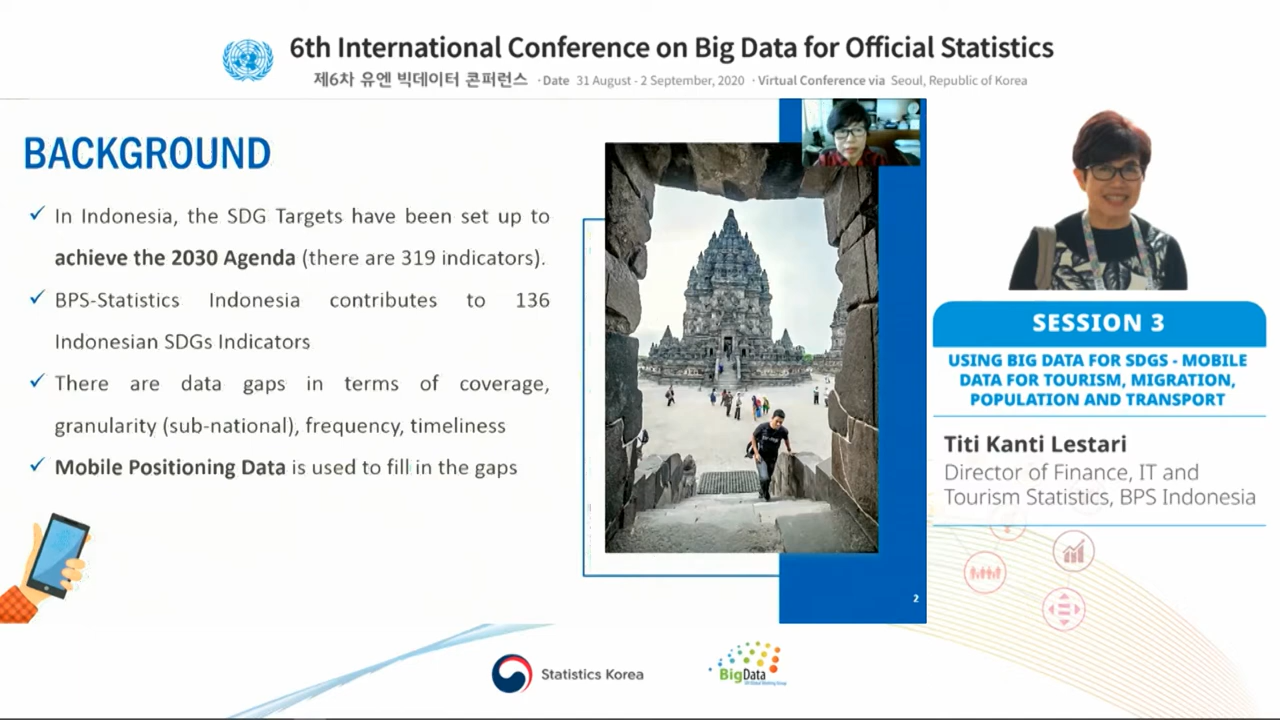 6th International Conference on Big Data for Official Statistics
제6차 유엔 빅데이터 콘퍼런스 · Date 31 August - 2 September, 2020 · Virtual Conference via Seoul, Republic of Korea
BACKGROUND
✓ In Indonesia, the SDG Targets have been set up to
achieve the 2030 Agenda (there are 319 indicators).
✓ BPS-Statistics Indonesia contributes to 136
Indonesian SDGs Indicators
✓ There are data gaps in terms of coverage,
granularity (sub-national), frequency, timeliness
✓ Mobile Positioning Data is used to fill in the gaps
2
SESSION 3
USING BIG DATA FOR SDGS - MOBILE
DATA FOR TOURISM, MIGRATION,
POPULATION AND TRANSPORT
Titi Kanti Lestari
Director of Finance, IT and
Tourism Statistics, BPS Indonesia
Statistics Korea
BigData